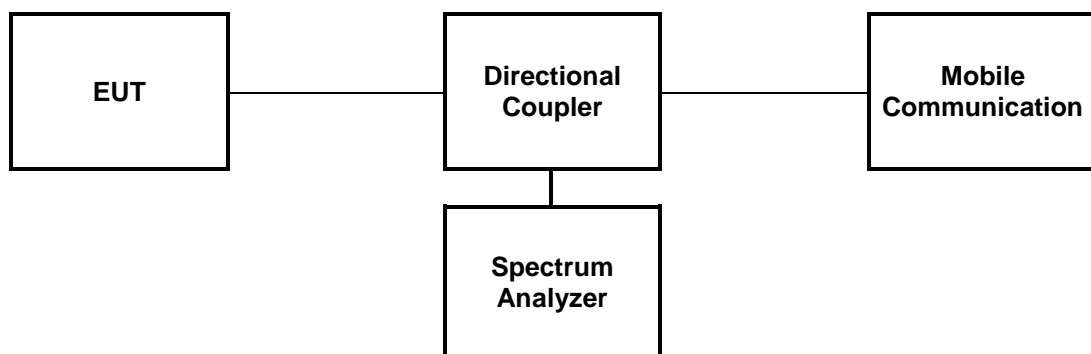 EUT
Directional
Coupler
Mobile
Communication
Spectrum
Analyzer